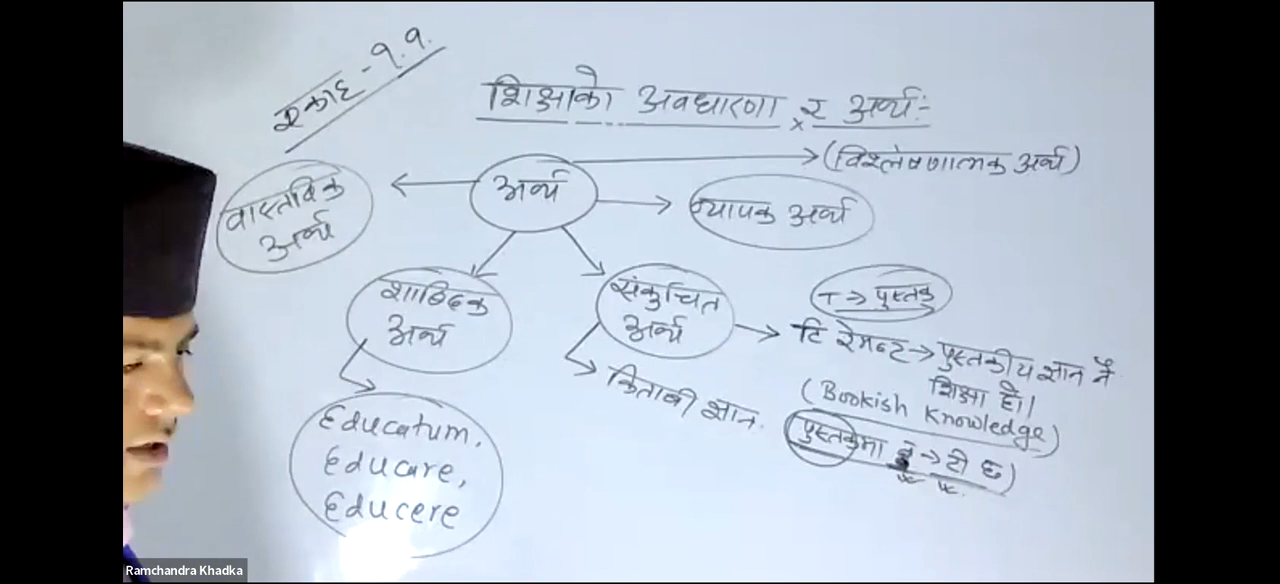 एकाइ - १.१.
शिक्षाको अवधारणा र अर्थ :-
अर्थ
(विश्लेषणात्मक अर्थ)
वास्तविक
अर्थ
व्यापक अर्थ
शाब्दिक
अर्थ
संकुचित
अर्थ
T → पुस्तक
टि रेमन्ट → पुस्तकीय ज्ञान नै
शिक्षा हो।
(Bookish Knowledge)
किताबी ज्ञान.
पुस्तकमा → टी छ)
Educatum,
Educare,
Educere
Ramchandra Khadka